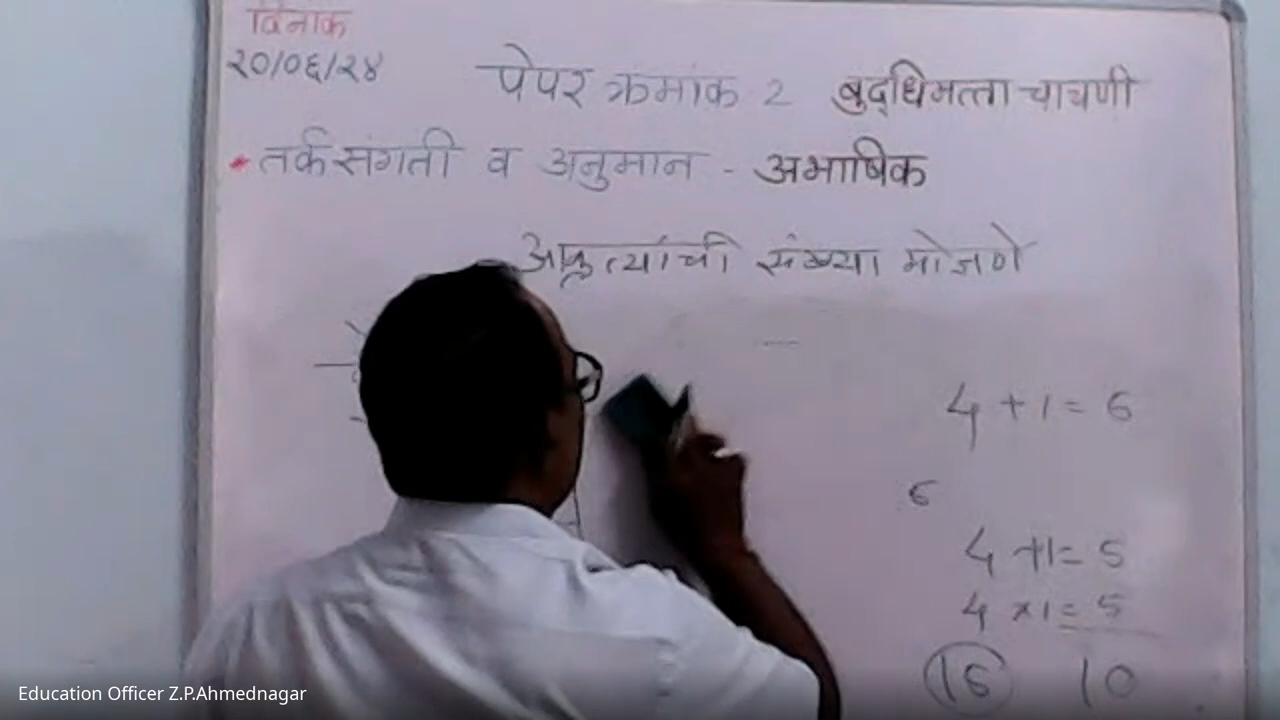 दिनांक
२०/०६/२४
पेपर क्रमांक 2 बुद्धिमत्ता चाचणी
* तर्कसंगती व अनुमान - अभाषिक
आकृत्यांची संख्या मोजणे
4 + 1 = 6
6
4 +1= 5
4 ×1= 5
16 10
Education Officer Z.P.Ahmednagar